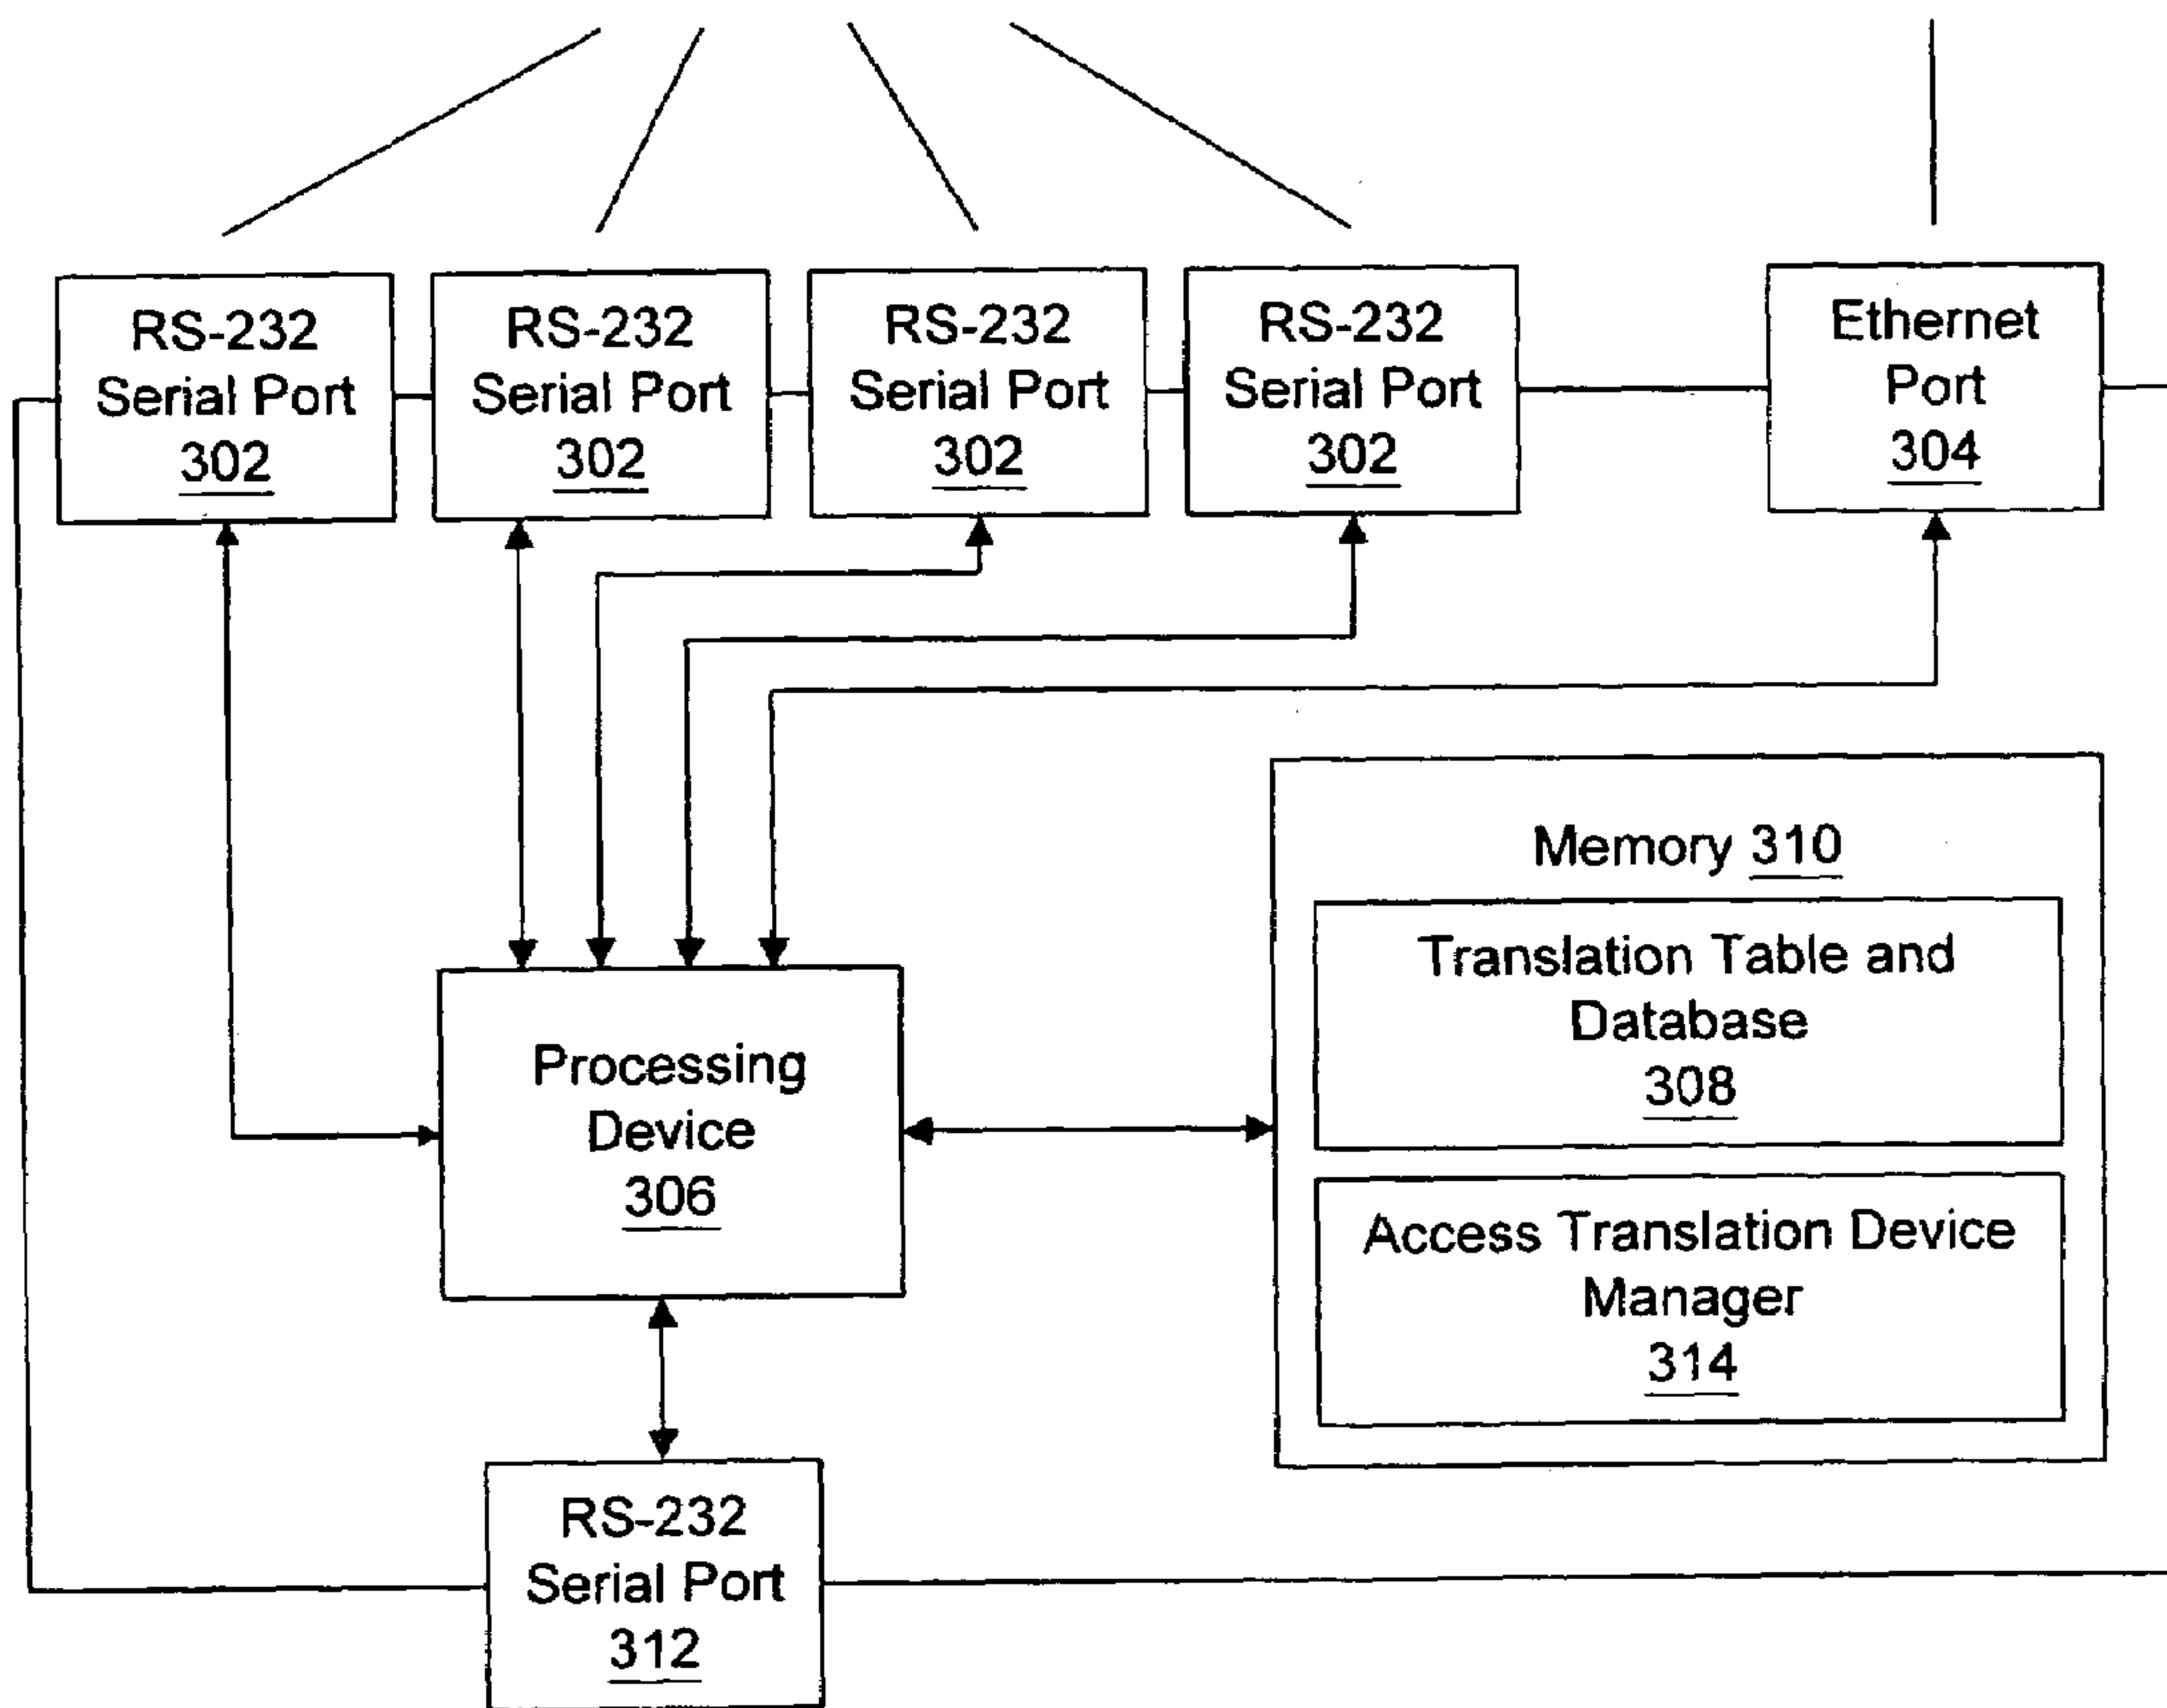 RS-232
Serial Port
302
RS-232
Serial Port
302
RS-232
Serial Port
302
RS-232
Serial Port
302
Ethernet
Port
304
Memory 310
Translation Table and
Database
308
Processing
Device
306
Access Translation Device
Manager
314
RS-232
Serial Port
312